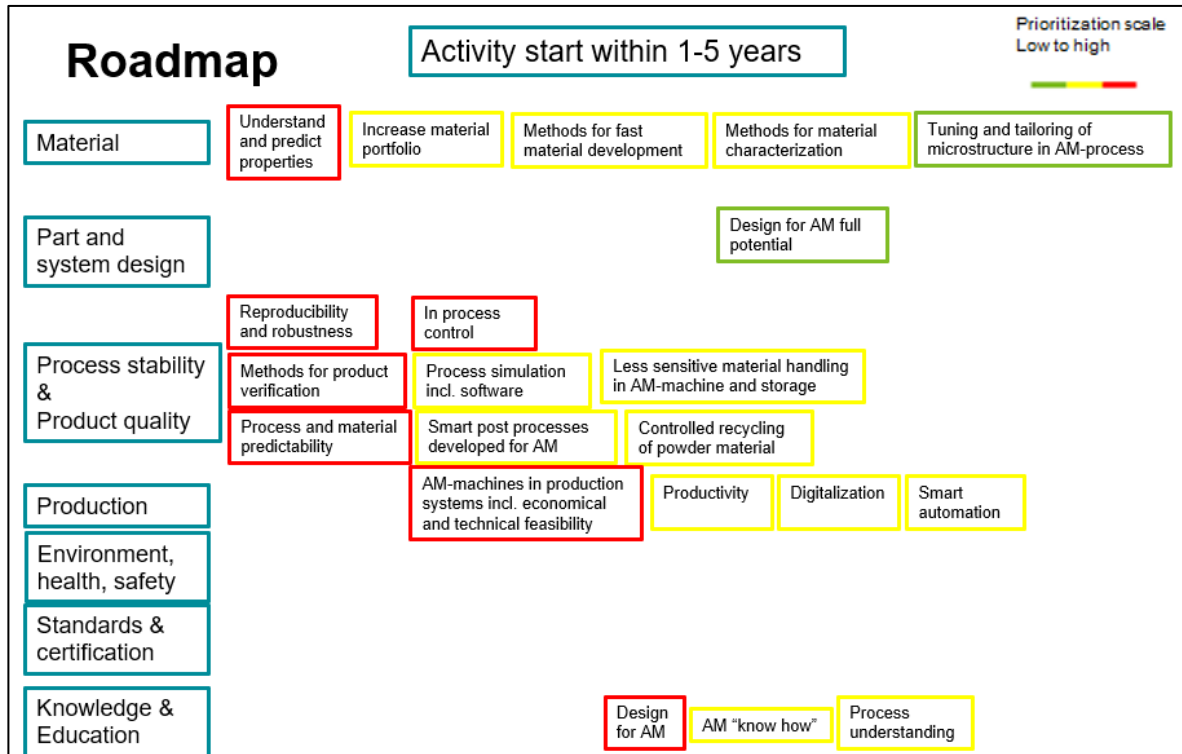 Roadmap
Activity start within 1-5 years
Prioritization scale
Low to high
Material
Understand
and predict
properties
Increase material
portfolio
Methods for fast
material development
Methods for material
characterization
Tuning and tailoring of
microstructure in AM-process
Part and
system design
Design for AM full
potential
Process stability
&
Product quality
Reproducibility
and robustness
In process
control
Methods for product
verification
Process simulation
incl. software
Less sensitive material handling
in AM-machine and storage
Process and material
predictability
Smart post processes
developed for AM
Controlled recycling
of powder material
Production
AM-machines in production
systems incl. economical
and technical feasibility
Productivity
Digitalization
Smart
automation
Environment,
health, safety
Standards &
certification
Knowledge &
Education
Design
for AM
AM “know how”
Process
understanding